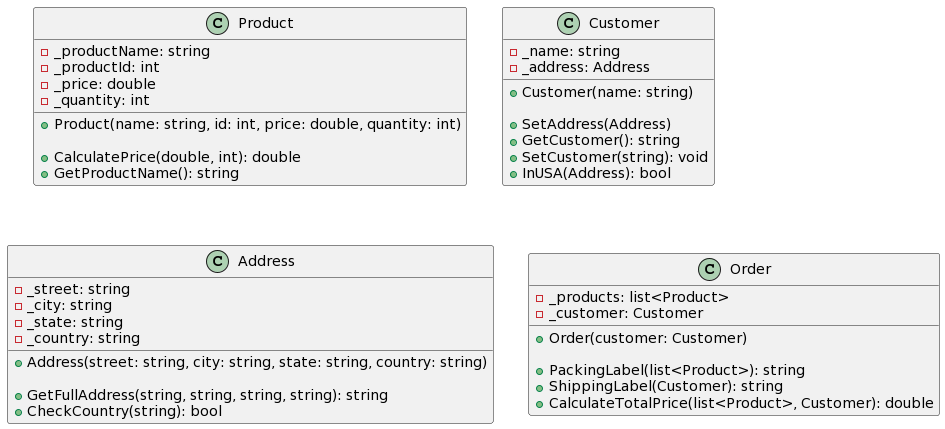 C Product
_productName: string
_productId: int
_price: double
_quantity: int
Product(name: string, id: int, price: double, quantity: int)
CalculatePrice(double, int): double
GetProductName(): string
C Customer
_name: string
_address: Address
Customer(name: string)
SetAddress(Address)
GetCustomer(): string
SetCustomer(string): void
InUSA(Address): bool
C Address
_street: string
_city: string
_state: string
_country: string
Address(street: string, city: string, state: string, country: string)
GetFullAddress(string, string, string, string): string
CheckCountry(string): bool
C Order
_products: list<Product>
_customer: Customer
Order(customer: Customer)
PackingLabel(list<Product>): string
ShippingLabel(Customer): string
CalculateTotalPrice(list<Product>, Customer): double